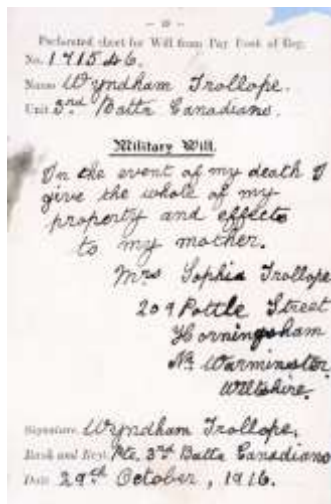 Perforated sheet for Will from Pay Book of Reg.
No. 171546.
Name Wyndham Trollope.
Unit 3rd Battn Canadians.
Military Will.
In the event of my death I
give the whole of my
property and effects
to my mother.
Mrs Sophia Trollope
209 Pottle Street
Horningsham
Nr. Warminster.
Wiltshire.
Signature Wyndham Trollope.
Rank and Regt. Pte. 3rd Battn Canadians
Date 29th October, 1916.